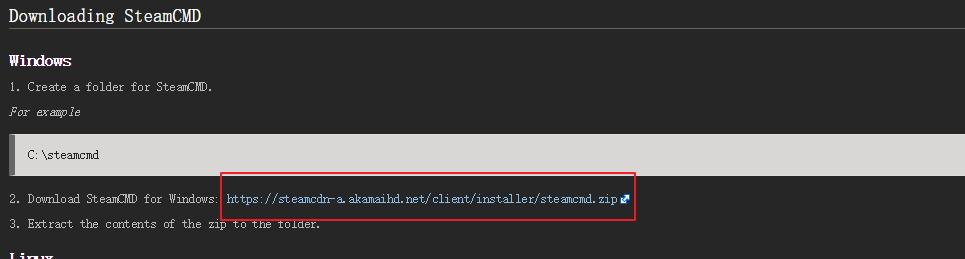 Downloading SteamCMD
Windows
1. Create a folder for SteamCMD.
For example
C:\steamcmd
2. Download SteamCMD for Windows: https://steamcdn-a.akamaihd.net/client/installer/steamcmd.zip
3. Extract the contents of the zip to the folder.
Linux